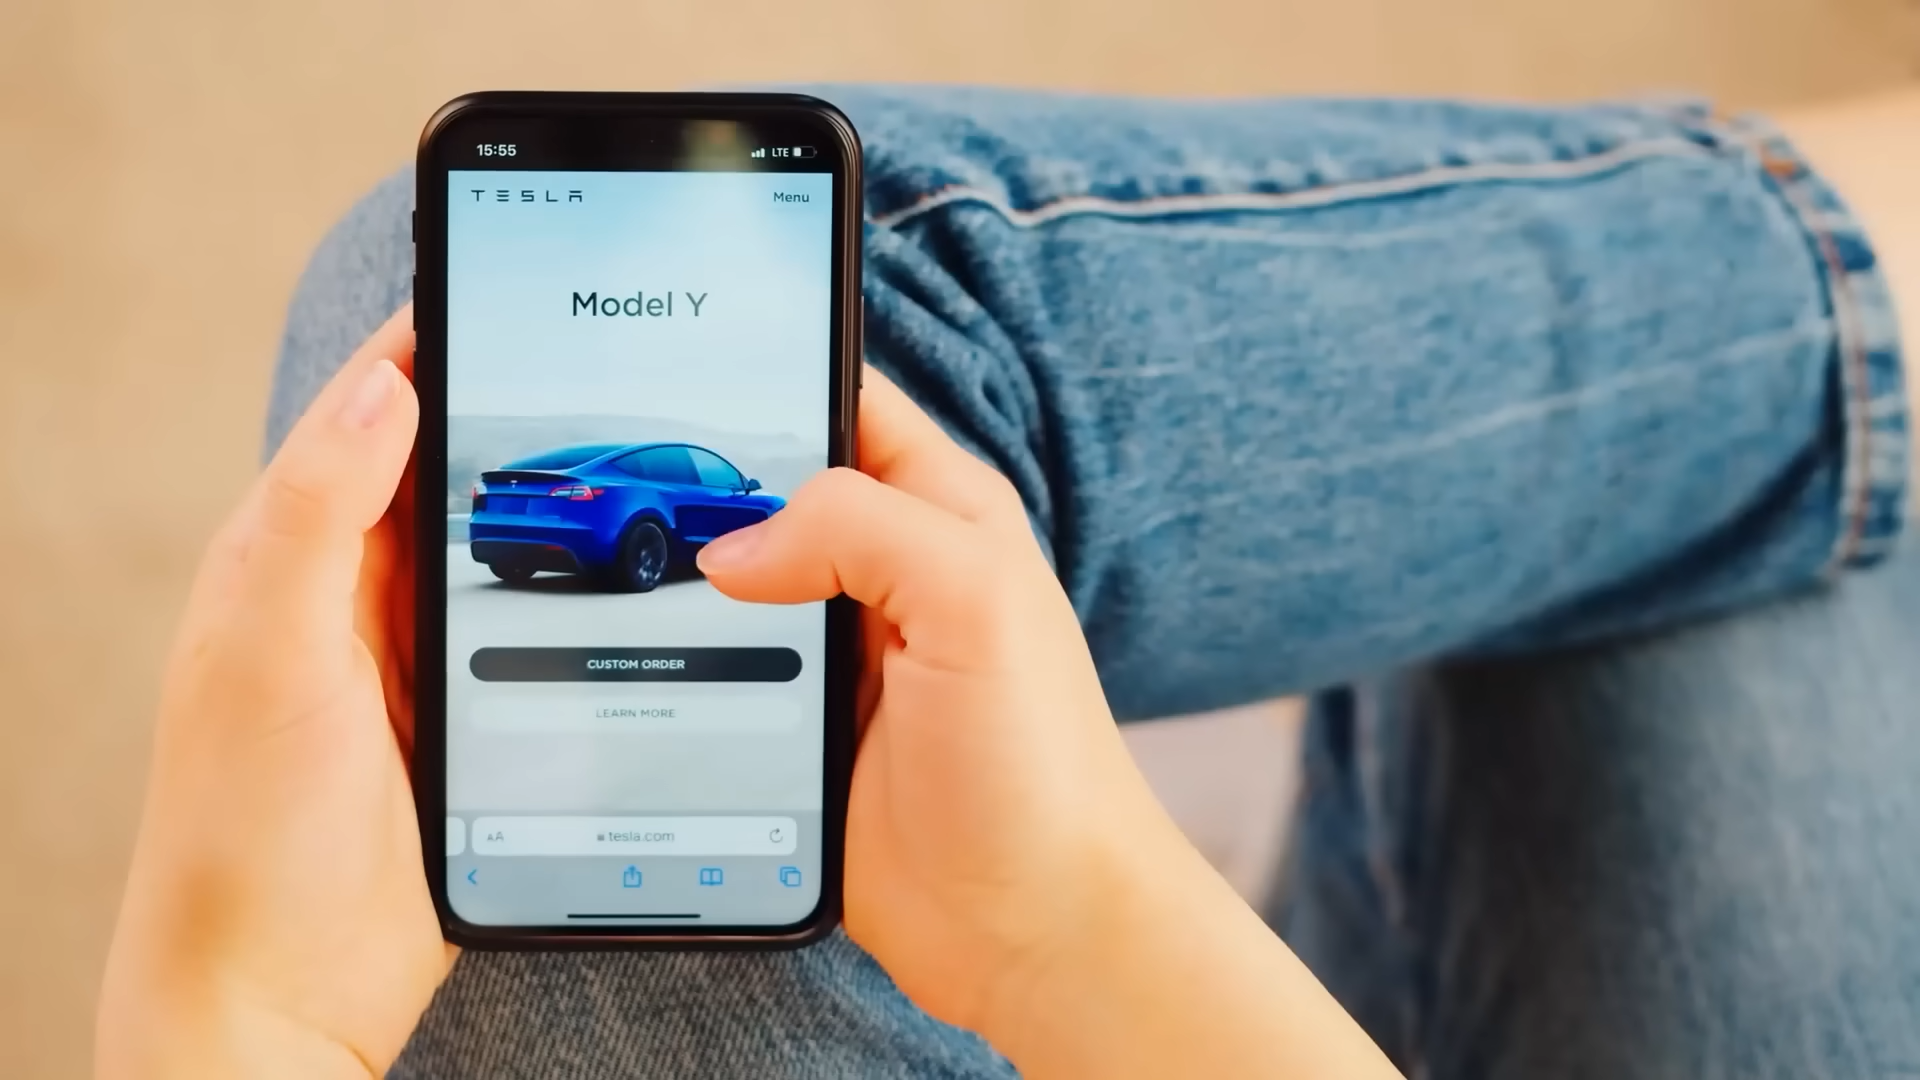 15:55 LTE
TESLA Menu
Model Y
CUSTOM ORDER
LEARN MORE
AA tesla.com